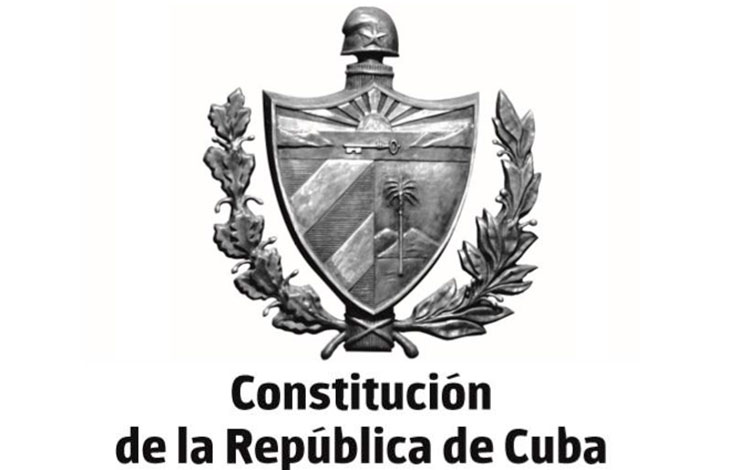 Constitución
de la República de Cuba